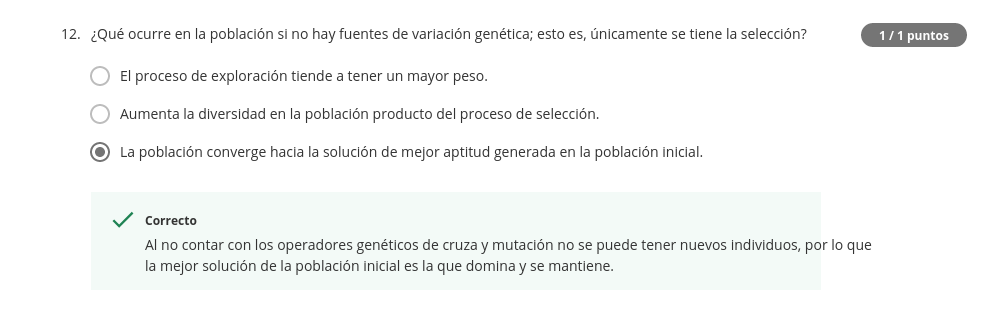 12. ¿Qué ocurre en la población si no hay fuentes de variación genética; esto es, únicamente se tiene la selección?
1 / 1 puntos
El proceso de exploración tiende a tener un mayor peso.
Aumenta la diversidad en la población producto del proceso de selección.
La población converge hacia la solución de mejor aptitud generada en la población inicial.
Correcto
Al no contar con los operadores genéticos de cruza y mutación no se puede tener nuevos individuos, por lo que
la mejor solución de la población inicial es la que domina y se mantiene.